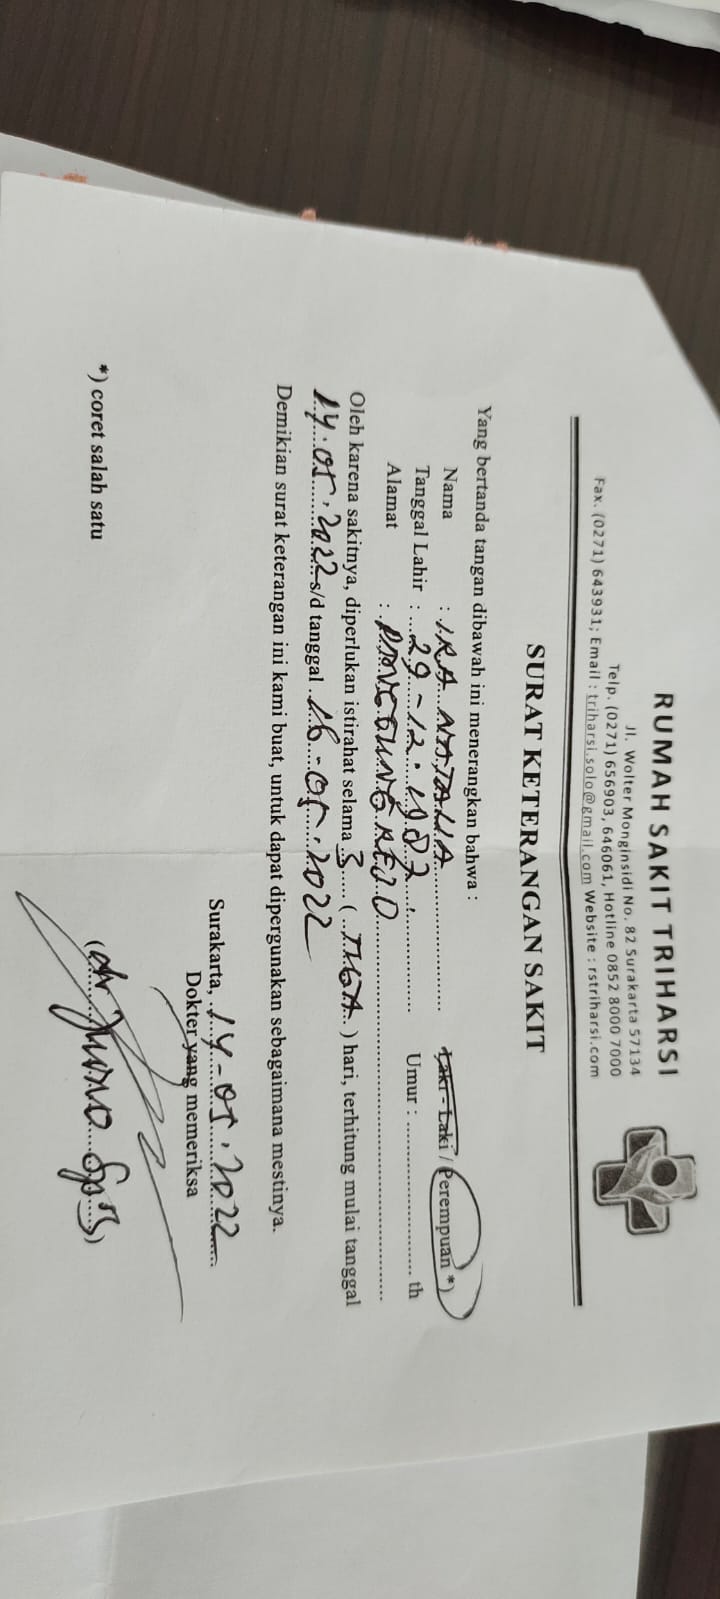 RUMAH SAKIT TRIHARSI
Jl. Wolter Monginsidi No. 82 Surakarta 57134
Telp. (0271) 656903, 646061, Hotline 0852 8000 7000
Fax. (0271) 643931; Email : triharsi.solo@gmail.com Website : rstriharsi.com
SURAT KETERANGAN SAKIT
Yang bertanda tangan dibawah ini menerangkan bahwa :
Nama : IRA NATALIA Laki - Laki / Perempuan *)
Tanggal Lahir : 29 - 12 - 1987 Umur : .................... th
Alamat : RINGGUNG REJO
Oleh karena sakitnya, diperlukan istirahat selama 3 ( TIGA ) hari, terhitung mulai tanggal
14 . 05 . 2022 s/d tanggal 16 - 05 . 2022
Demikian surat keterangan ini kami buat, untuk dapat dipergunakan sebagaimana mestinya.
Surakarta, 14 - 05 . 2022
Dokter yang memeriksa
(dr
*) coret salah satu